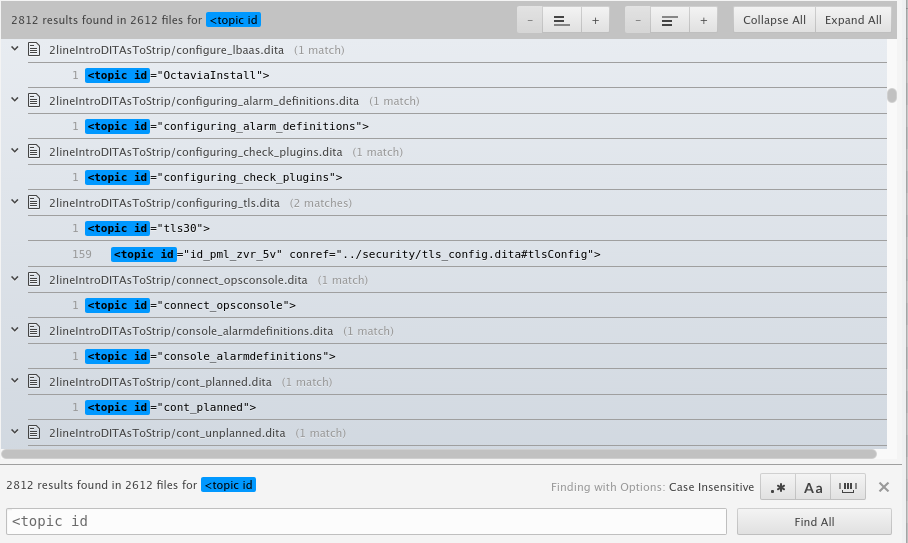 2812 results found in 2612 files for <topic id
- + - + Collapse All Expand All
2lineIntroDITAsToStrip/configure_lbaas.dita (1 match)
1 <topic id="OctaviaInstall">
2lineIntroDITAsToStrip/configuring_alarm_definitions.dita (1 match)
1 <topic id="configuring_alarm_definitions">
2lineIntroDITAsToStrip/configuring_check_plugins.dita (1 match)
1 <topic id="configuring_check_plugins">
2lineIntroDITAsToStrip/configuring_tls.dita (2 matches)
1 <topic id="tls30">
159 <topic id="id_pml_zvr_5v" conref="../security/tls_config.dita#tlsConfig">
2lineIntroDITAsToStrip/connect_opsconsole.dita (1 match)
1 <topic id="connect_opsconsole">
2lineIntroDITAsToStrip/console_alarmdefinitions.dita (1 match)
1 <topic id="console_alarmdefinitions">
2lineIntroDITAsToStrip/cont_planned.dita (1 match)
1 <topic id="cont_planned">
2lineIntroDITAsToStrip/cont_unplanned.dita (1 match)
2812 results found in 2612 files for <topic id
Finding with Options: Case Insensitive .* Aa
<topic id
Find All